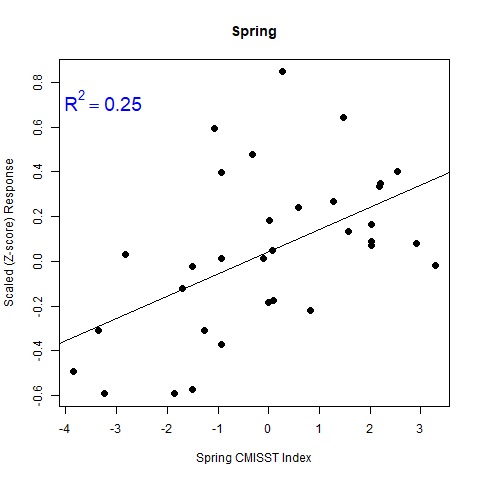 Spring
R² = 0.25
Scaled (Z-score) Response
0.8
0.6
0.4
0.2
0.0
-0.2
-0.4
-0.6
-4 -3 -2 -1 0 1 2 3
Spring CMISST Index